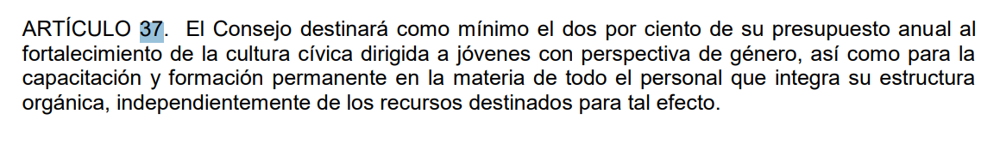 ARTÍCULO 37. El Consejo destinará como mínimo el dos por ciento de su presupuesto anual al
fortalecimiento de la cultura cívica dirigida a jóvenes con perspectiva de género, así como para la
capacitación y formación permanente en la materia de todo el personal que integra su estructura
orgánica, independientemente de los recursos destinados para tal efecto.